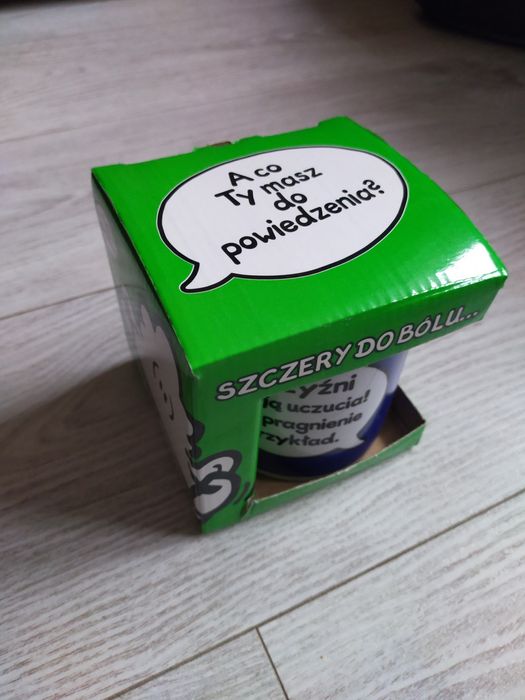 A co
Ty masz
do
powiedzenia?
SZCZERY DO BÓLU...
uczucia!
pragnienie